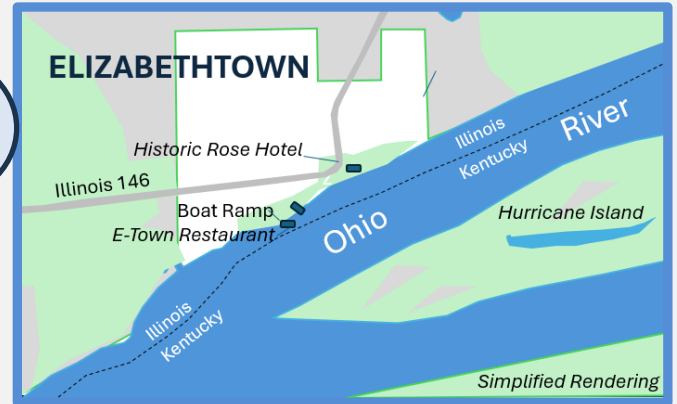 ELIZABETHTOWN
Historic Rose Hotel
Illinois 146
Boat Ramp
E-Town Restaurant
Illinois
Kentucky
Ohio
River
Hurricane Island
Illinois
Kentucky
Simplified Rendering